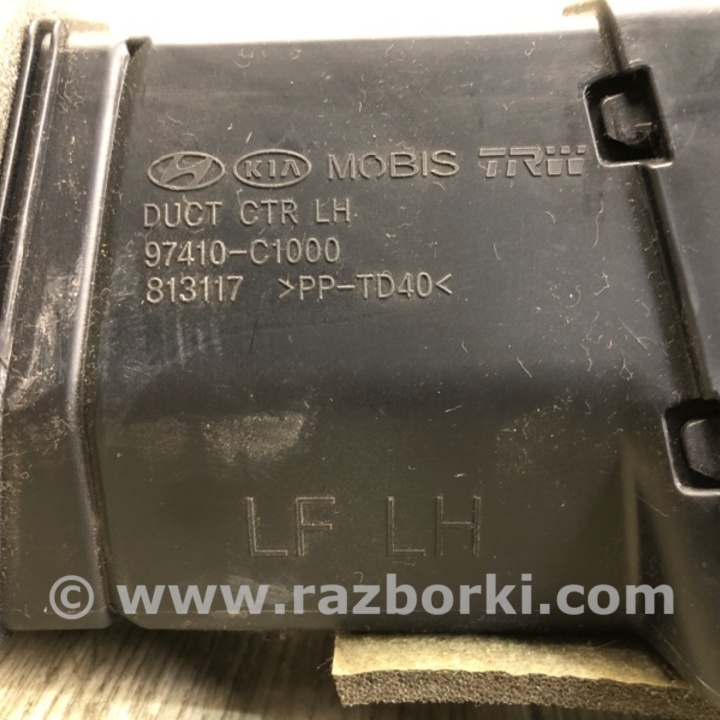 KIA MOBIS TRW
DUCT CTR LH
97410-C1000
813117 >PP-TD40<
LF LH
© www.razborki.com